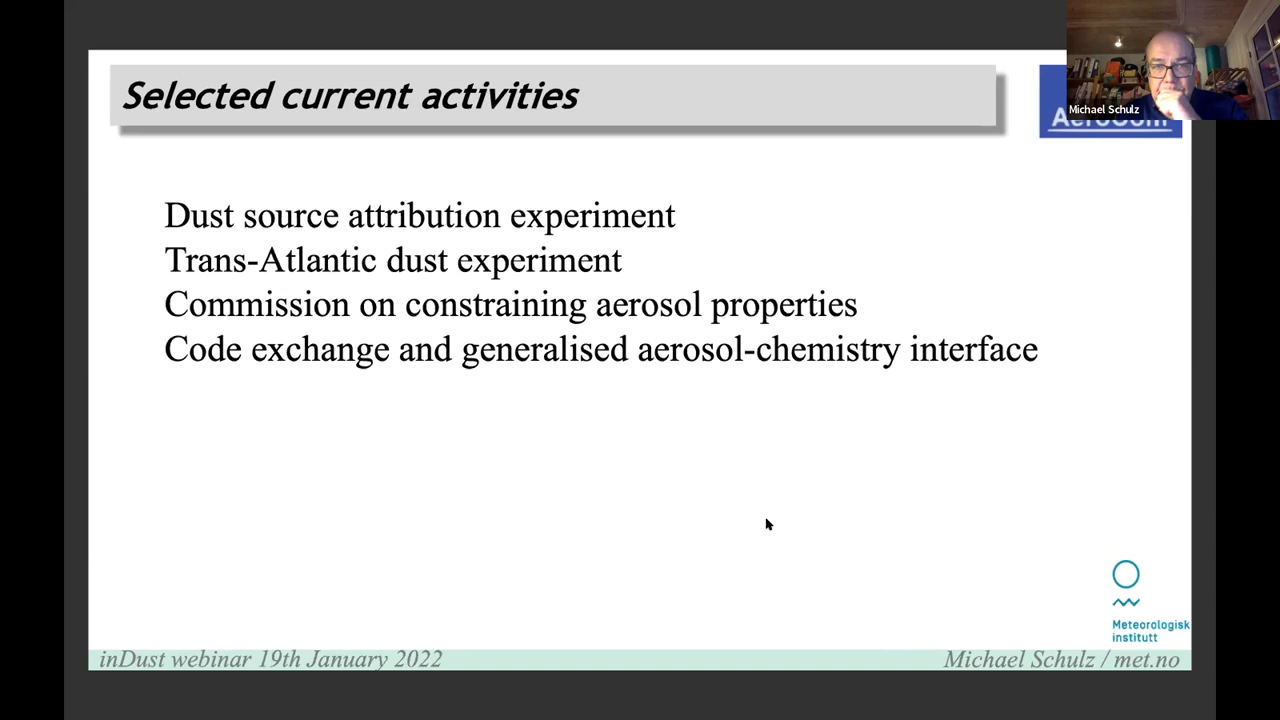 Selected current activities
Michael Schulz
AeroCom
Dust source attribution experiment
Trans-Atlantic dust experiment
Commission on constraining aerosol properties
Code exchange and generalised aerosol-chemistry interface
Meteorologisk
institutt
inDust webinar 19th January 2022
Michael Schulz / met.no